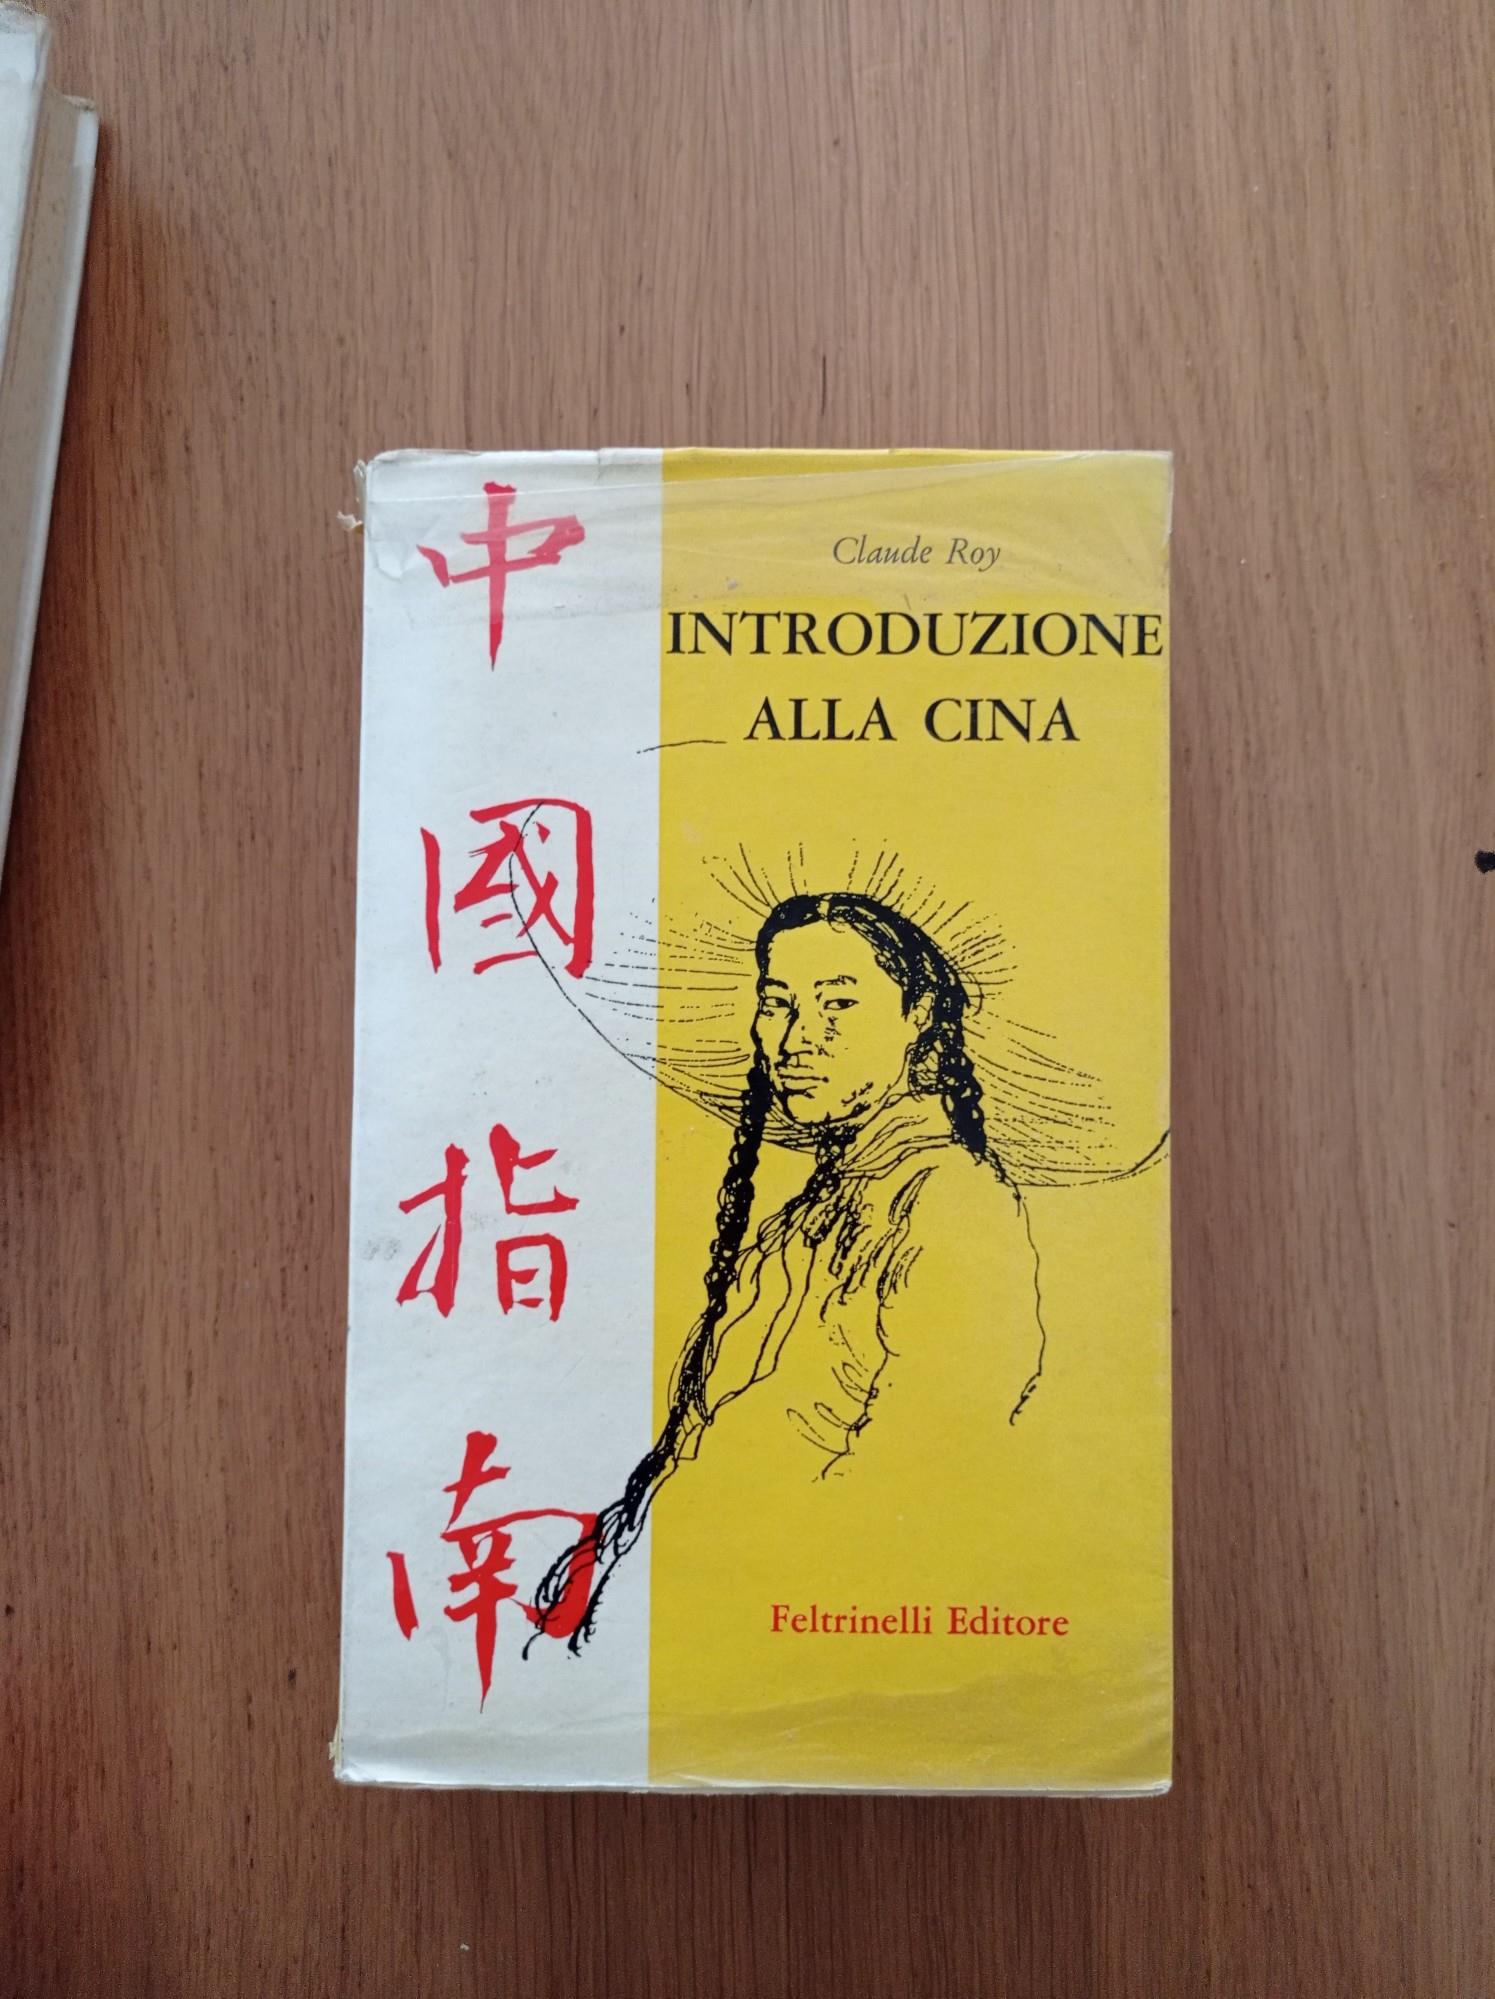 中國指南
Claude Roy
INTRODUZIONE
ALLA CINA
Feltrinelli Editore